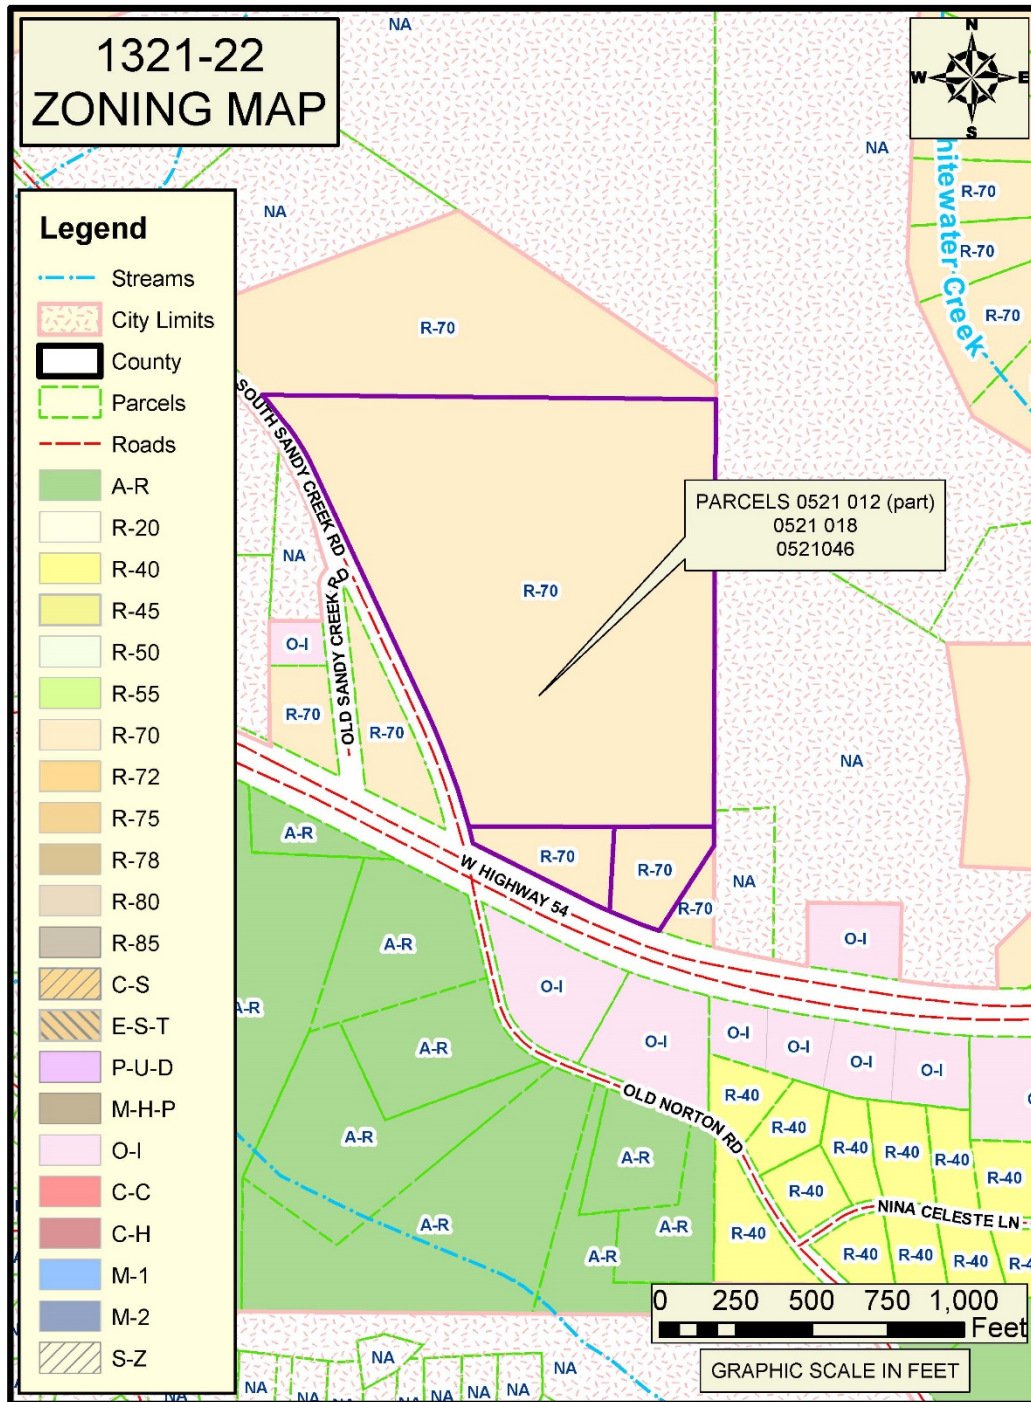 1321-22
ZONING MAP
N
W
E
S
Legend
Streams
City Limits
County
Parcels
Roads
A-R
R-20
R-40
R-45
R-50
R-55
R-70
R-72
R-75
R-78
R-80
R-85
C-S
E-S-T
P-U-D
M-H-P
O-I
C-C
C-H
M-1
M-2
S-Z
NA
NA
NA
R-70
R-70
R-70
Creek
R-70
SOUTH SANDY CREEK RD
PARCELS 0521 012 (part)
0521 018
0521046
NA
R-70
OLD SANDY CREEK RD
O-I
R-70
R-70
NA
A-R
R-70
R-70
R-70
NA
W HIGHWAY 54
O-I
A-R
O-I
A-R
O-I
O-I
O-I
O-I
O-I
A-R
OLD NORTON RD
R-40
R-40
R-40
R-40
R-40
R-40
R-40
A-R
A-R
NINA CELESTE LN
A-R
A-R
A-R
R-40
R-40
R-40
R-40
0 250 500 750 1,000
Feet
GRAPHIC SCALE IN FEET
NA
NA
NA
NA
NA
NA
NA
NA